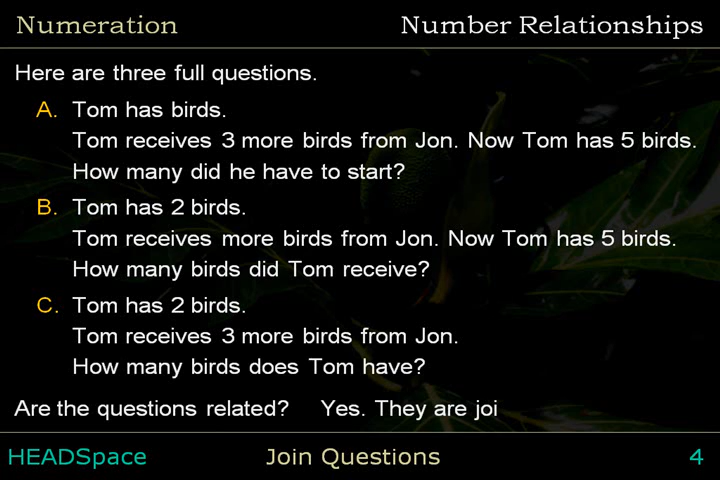 Numeration Number Relationships
Here are three full questions.
A. Tom has birds.
Tom receives 3 more birds from Jon. Now Tom has 5 birds.
How many did he have to start?
B. Tom has 2 birds.
Tom receives more birds from Jon. Now Tom has 5 birds.
How many birds did Tom receive?
C. Tom has 2 birds.
Tom receives 3 more birds from Jon.
How many birds does Tom have?
Are the questions related? Yes. They are joi
HEADSpace Join Questions 4